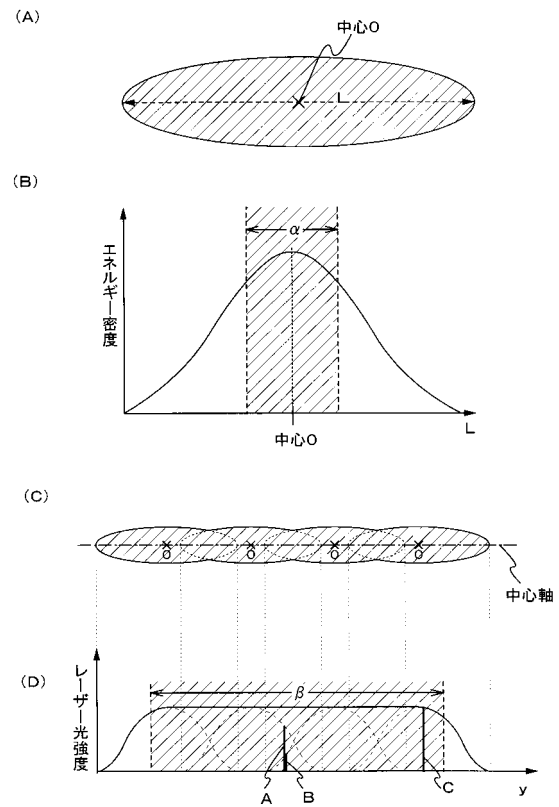 (A)
中心O
L
(B)
エネルギー密度
α
中心O
L
(C)
O O O O
中心軸
(D)
レーザー光強度
β
A B C y